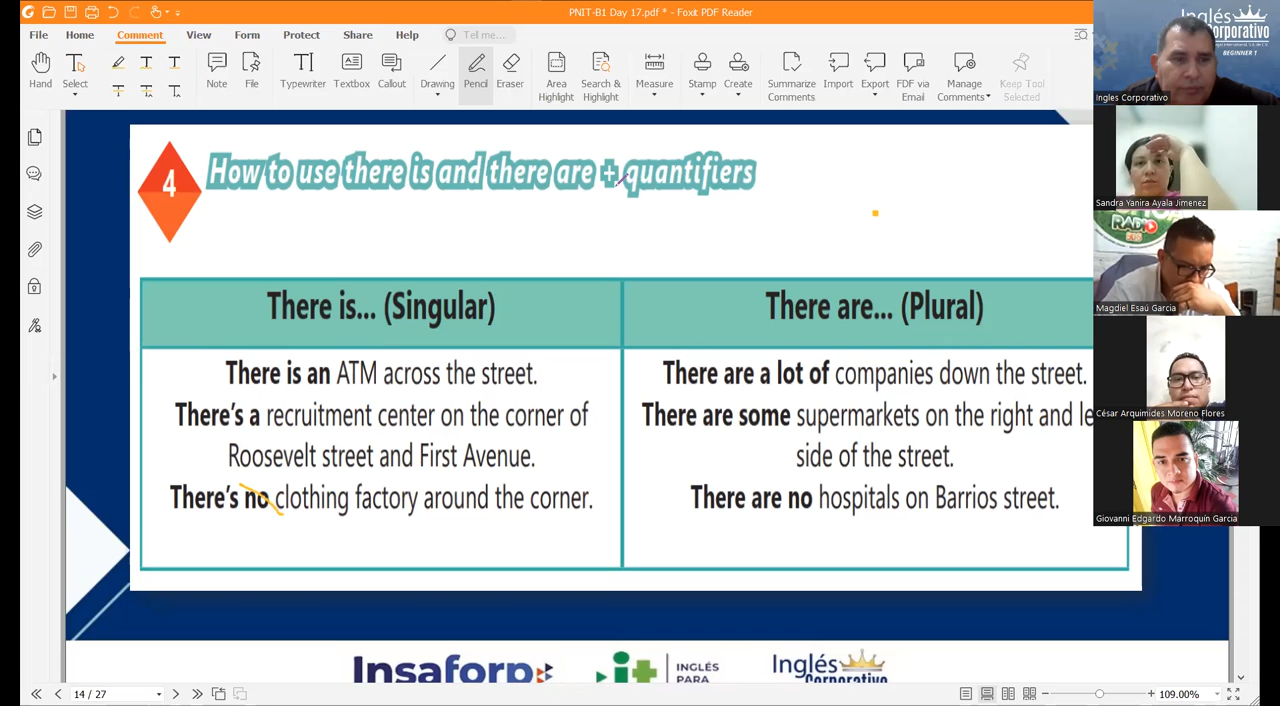 PNIT-B1 Day 17.pdf * - Foxit PDF Reader
File Home Comment View Form Protect Share Help Tell me...
Hand Select Note File Typewriter Textbox Callout Drawing Pencil Eraser Area Highlight Search & Highlight Measure Stamp Create Summarize Comments Import Export FDF via Email Manage Comments Keep Tool Selected
Inglés Corporativo
BEGINNER 1
Ingles Corporativo
Sandra Yanira Ayala Jimenez
RADIO
Magdiel Esaú Garcia
César Arquimides Moreno Flores
Giovanni Edgardo Marroquín Garcia
4
How to use there is and there are + quantifiers
There is... (Singular)
There are... (Plural)
There is an ATM across the street.
There's a recruitment center on the corner of
Roosevelt street and First Avenue.
There's no clothing factory around the corner.
There are a lot of companies down the street.
There are some supermarkets on the right and le
side of the street.
There are no hospitals on Barrios street.
Insaforp
it
INGLÉS
PARA
Inglés
Corporativo
14 / 27
109.00%